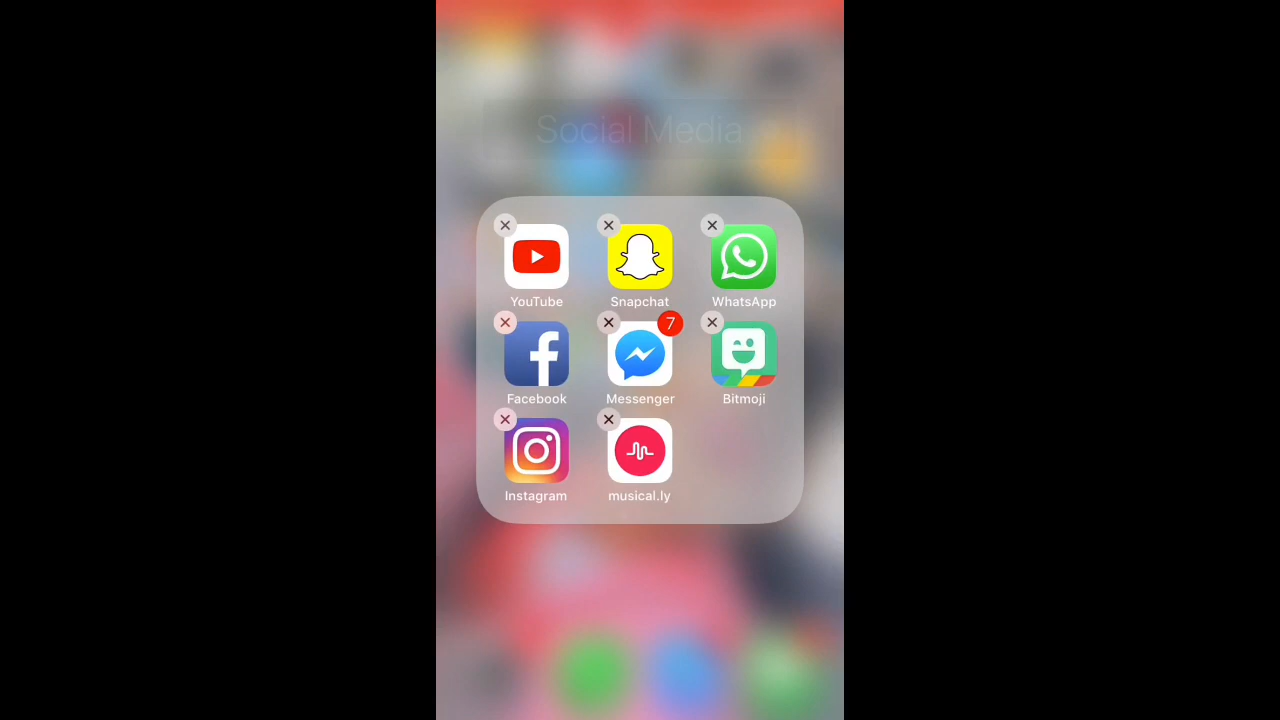 Social Media
YouTube
Snapchat
WhatsApp
7
Facebook
Messenger
Bitmoji
Instagram
musical.ly